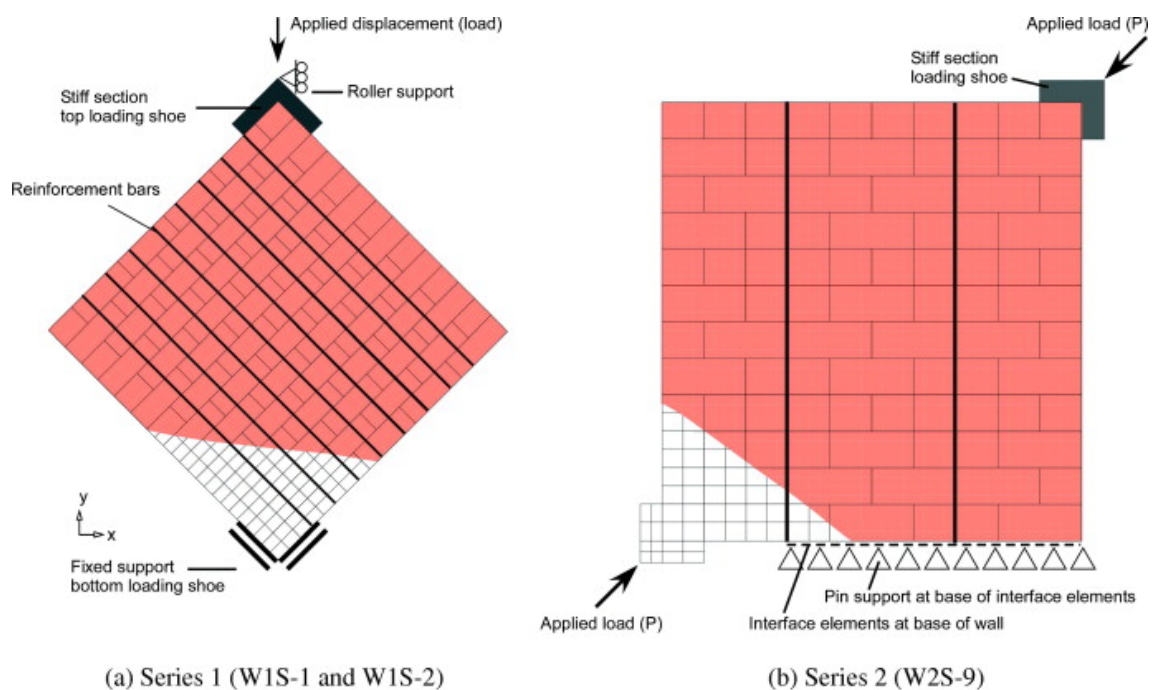 Applied displacement (load)
Stiff section
top loading shoe
Roller support
Reinforcement bars
y
x
Fixed support
bottom loading shoe
(a) Series 1 (W1S-1 and W1S-2)
Applied load (P)
Stiff section
loading shoe
Pin support at base of interface elements
Interface elements at base of wall
Applied load (P)
(b) Series 2 (W2S-9)